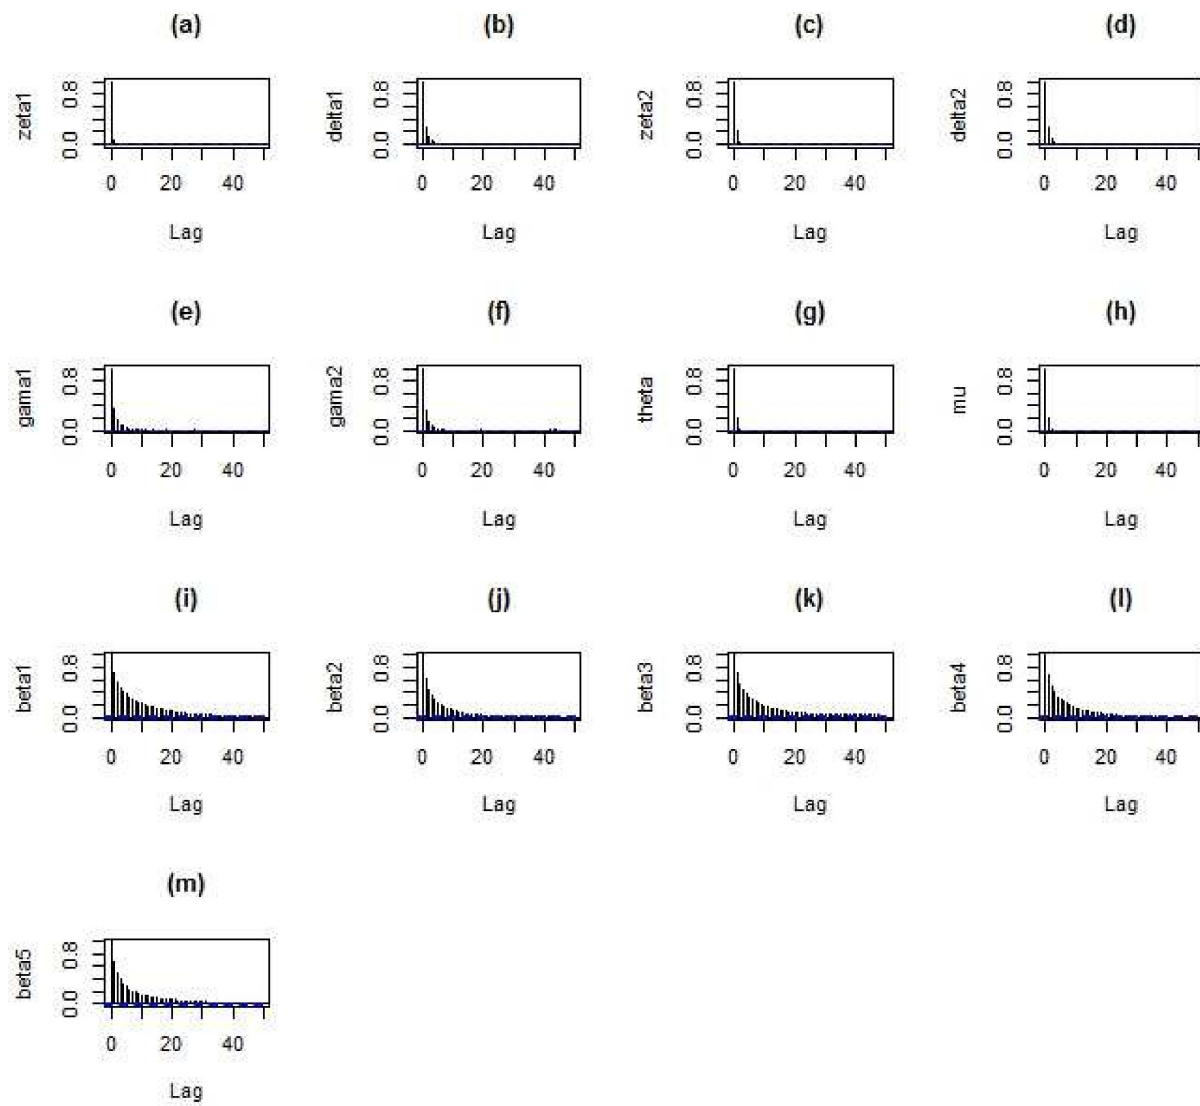 (a)
zeta1
0.8
0.0
0 20 40
Lag
(b)
delta1
0.8
0.0
0 20 40
Lag
(c)
zeta2
0.8
0.0
0 20 40
Lag
(d)
delta2
0.8
0.0
0 20 40
Lag
(e)
gama1
0.8
0.0
0 20 40
Lag
(f)
gama2
0.8
0.0
0 20 40
Lag
(g)
theta
0.8
0.0
0 20 40
Lag
(h)
mu
0.8
0.0
0 20 40
Lag
(i)
beta1
0.8
0.0
0 20 40
Lag
(j)
beta2
0.8
0.0
0 20 40
Lag
(k)
beta3
0.8
0.0
0 20 40
Lag
(l)
beta4
0.8
0.0
0 20 40
Lag
(m)
beta5
0.8
0.0
0 20 40
Lag